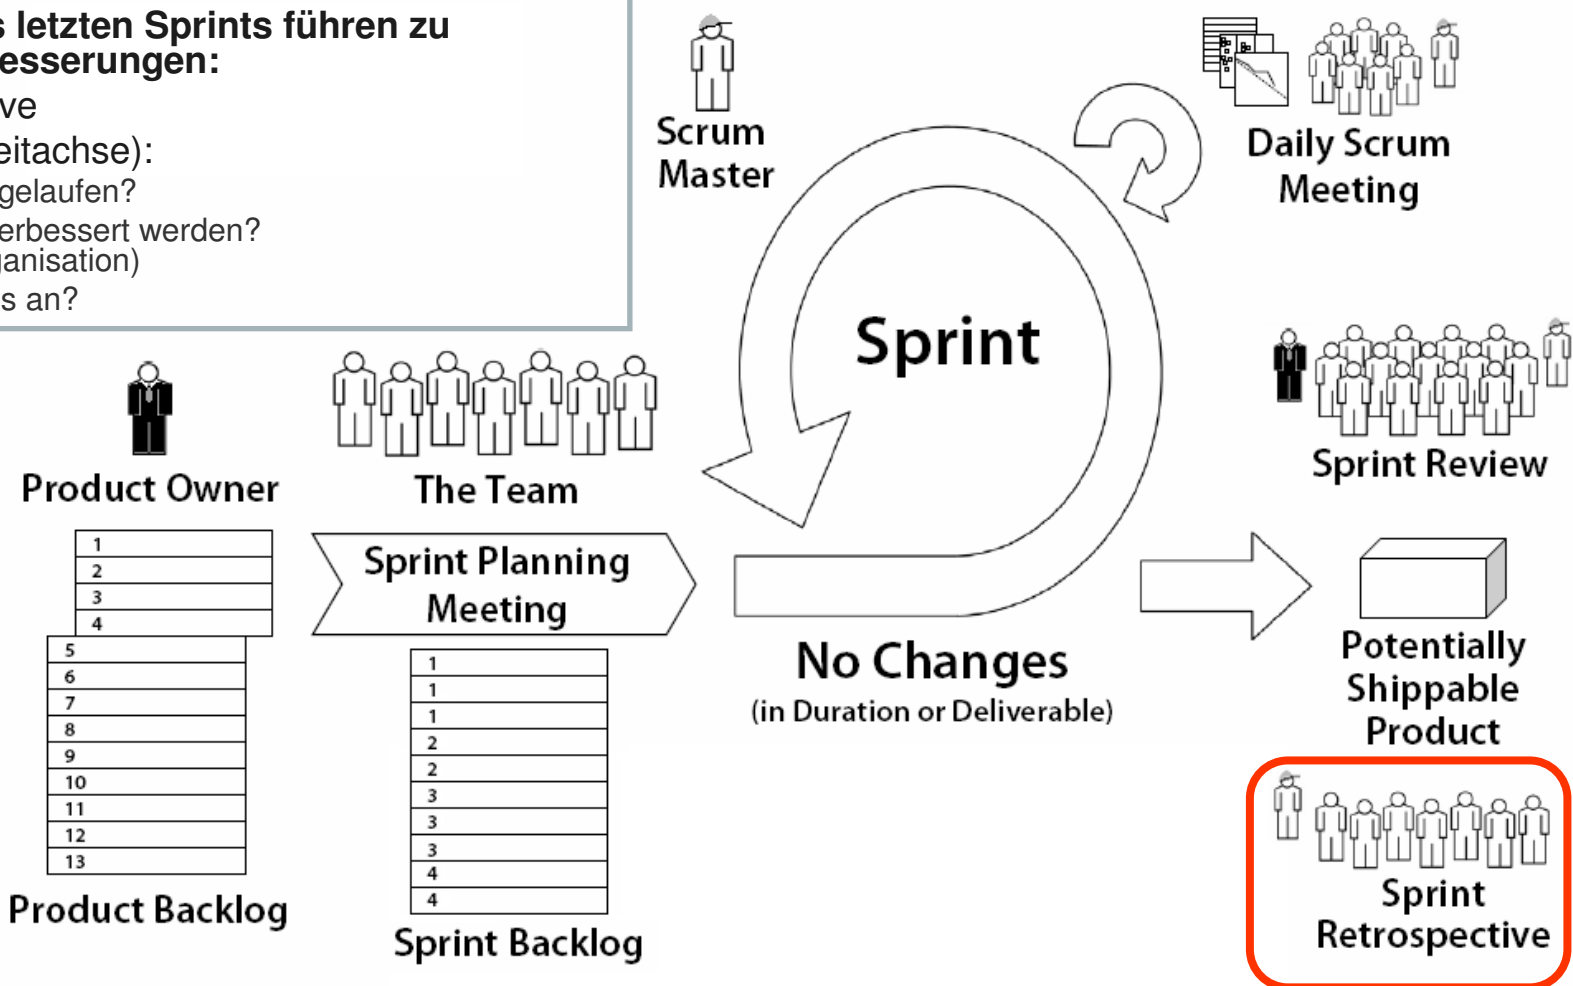 s letzten Sprints führen zu
esserungen:
ve
eitachse):
gelaufen?
erbessert werden?
ganisation)
s an?
Scrum
Master
Daily Scrum
Meeting
Sprint
Product Owner
The Team
Sprint Review
1
2
3
4
5
6
7
8
9
10
11
12
13
Product Backlog
Sprint Planning
Meeting
1
1
1
2
2
3
3
3
4
4
Sprint Backlog
No Changes
(in Duration or Deliverable)
Potentially
Shippable
Product
Sprint
Retrospective